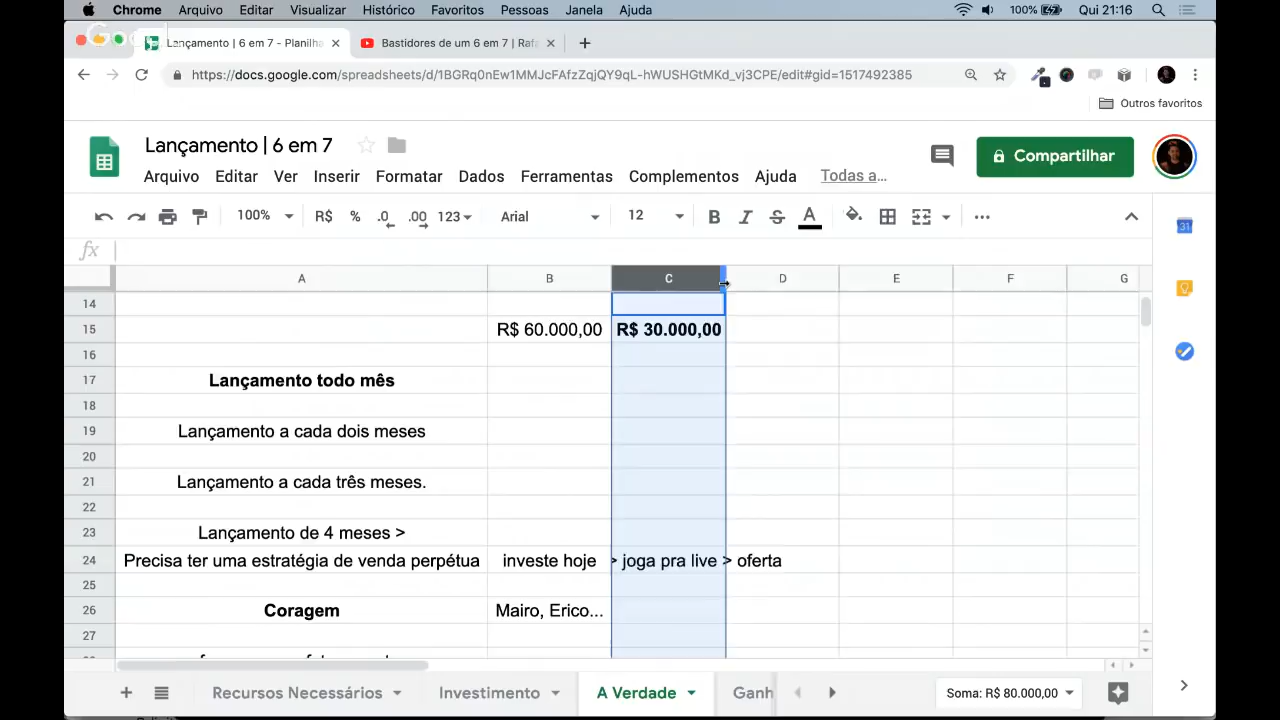 Chrome Arquivo Editar Visualizar Histórico Favoritos Pessoas Janela Ajuda 100% Qui 21:16
Lançamento | 6 em 7 - Planilha Bastidores de um 6 em 7 | Rafa
https://docs.google.com/spreadsheets/d/1BGRq0nEw1MMJcFAfzZqjQY9qL-hWUSHGtMKd_vj3CPE/edit#gid=1517492385
Outros favoritos
Lançamento | 6 em 7
Compartilhar
Arquivo Editar Ver Inserir Formatar Dados Ferramentas Complementos Ajuda Todas a...
100% R$ % .0 .00 123 Arial 12 B I S A
fx
A B C D E F G
14
15 R$ 60.000,00 R$ 30.000,00
16
17 Lançamento todo mês
18
19 Lançamento a cada dois meses
20
21 Lançamento a cada três meses.
22
23 Lançamento de 4 meses >
24 Precisa ter uma estratégia de venda perpétua investe hoje > joga pra live > oferta
25
26 Coragem Mairo, Erico...
27
+ Recursos Necessários Investimento A Verdade Ganh Soma: R$ 80.000,00